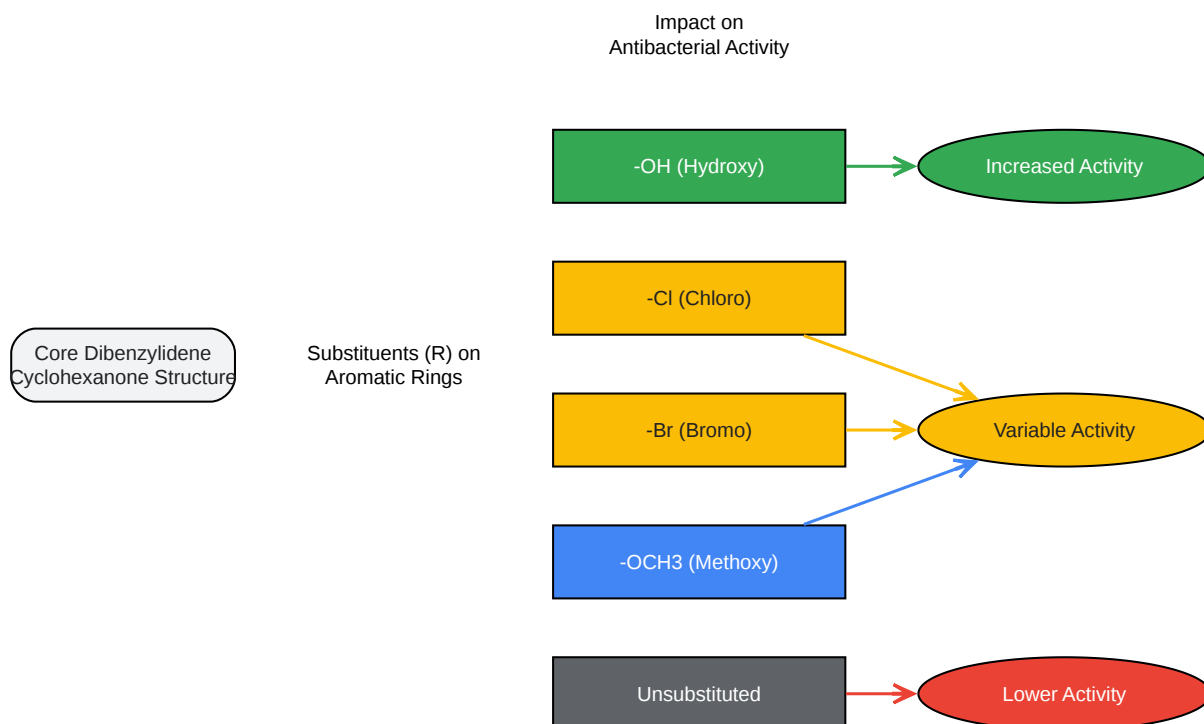 Impact on
Antibacterial Activity
-OH (Hydroxy)
Increased Activity
-Cl (Chloro)
Core Dibenzylidene
Cyclohexanone Structure
Substituents (R) on
Aromatic Rings
-Br (Bromo)
Variable Activity
-OCH3 (Methoxy)
Unsubstituted
Lower Activity